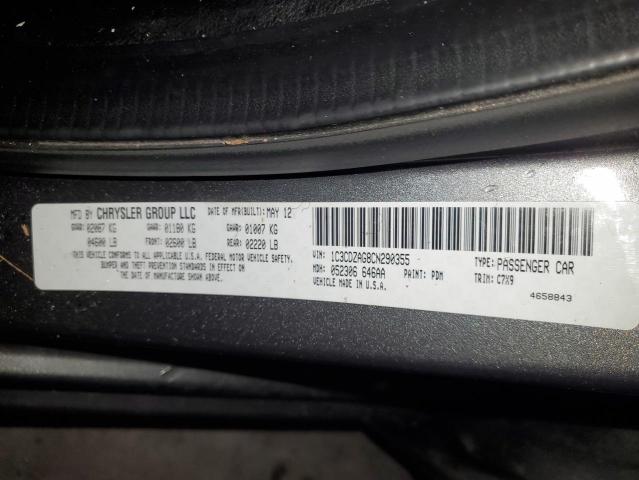 MFD BY CHRYSLER GROUP LLC DATE OF MFR(BUILT): MAY 12
GVWR: 02087 KG GAWR: 01180 KG GAWR: 01007 KG
04600 LB FRONT: 02600 LB REAR: 02220 LB
THIS VEHICLE CONFORMS TO ALL APPLICABLE U.S.A. FEDERAL MOTOR VEHICLE SAFETY,
BUMPER AND THEFT PREVENTION STANDARDS IN EFFECT ON
THE DATE OF MANUFACTURE SHOWN ABOVE.
VIN: 1C3CDZAG8CN290355 TYPE: PASSENGER CAR
MDH: 052306 646AA PAINT: PDM TRIM: C7X9
VEHICLE MADE IN U.S.A.
4658843